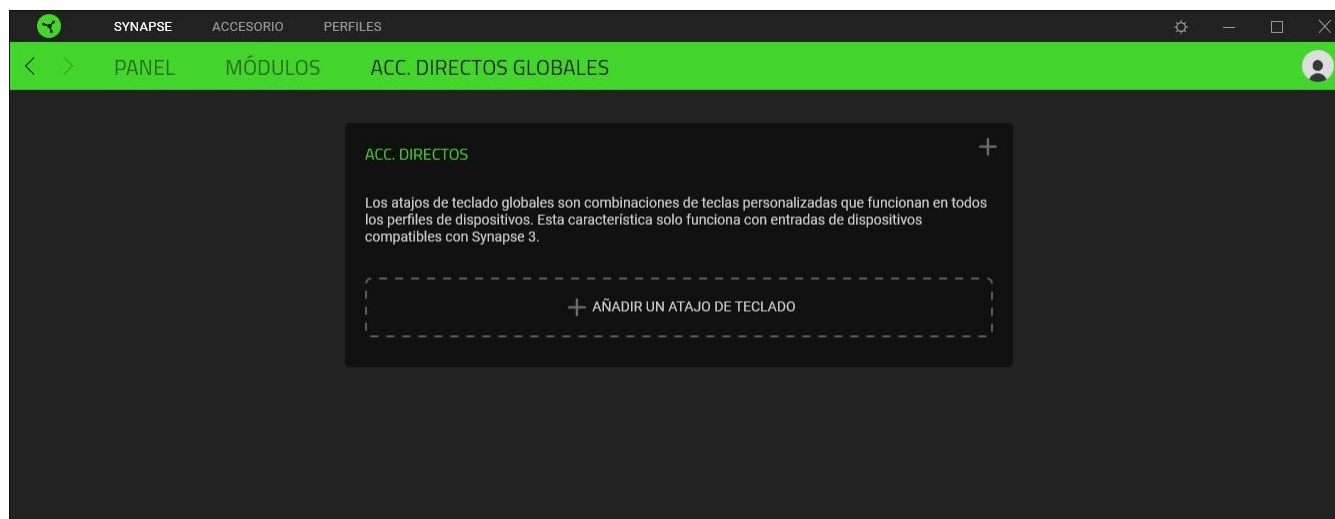 SYNAPSE ACCESORIO PERFILES
PANEL MÓDULOS ACC. DIRECTOS GLOBALES
ACC. DIRECTOS
Los atajos de teclado globales son combinaciones de teclas personalizadas que funcionan en todos
los perfiles de dispositivos. Esta característica solo funciona con entradas de dispositivos
compatibles con Synapse 3.
AÑADIR UN ATAJO DE TECLADO